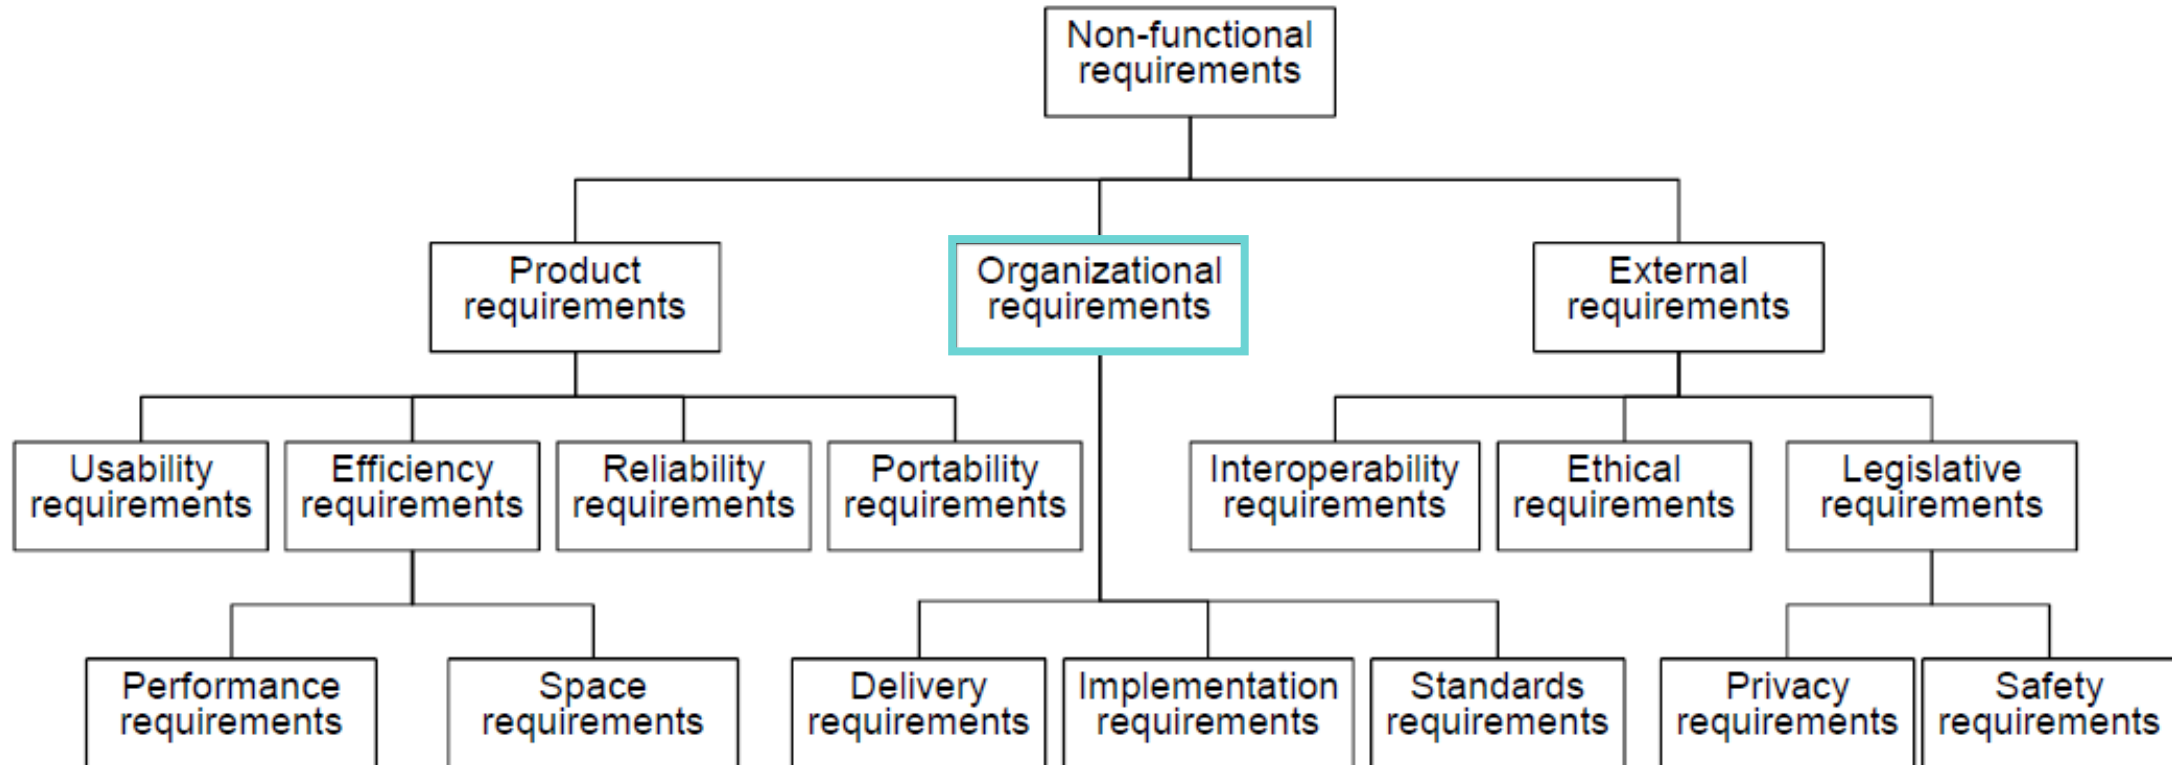 Non-functional
requirements
Product
requirements
Organizational
requirements
External
requirements
Usability
requirements
Efficiency
requirements
Reliability
requirements
Portability
requirements
Interoperability
requirements
Ethical
requirements
Legislative
requirements
Performance
requirements
Space
requirements
Delivery
requirements
Implementation
requirements
Standards
requirements
Privacy
requirements
Safety
requirements